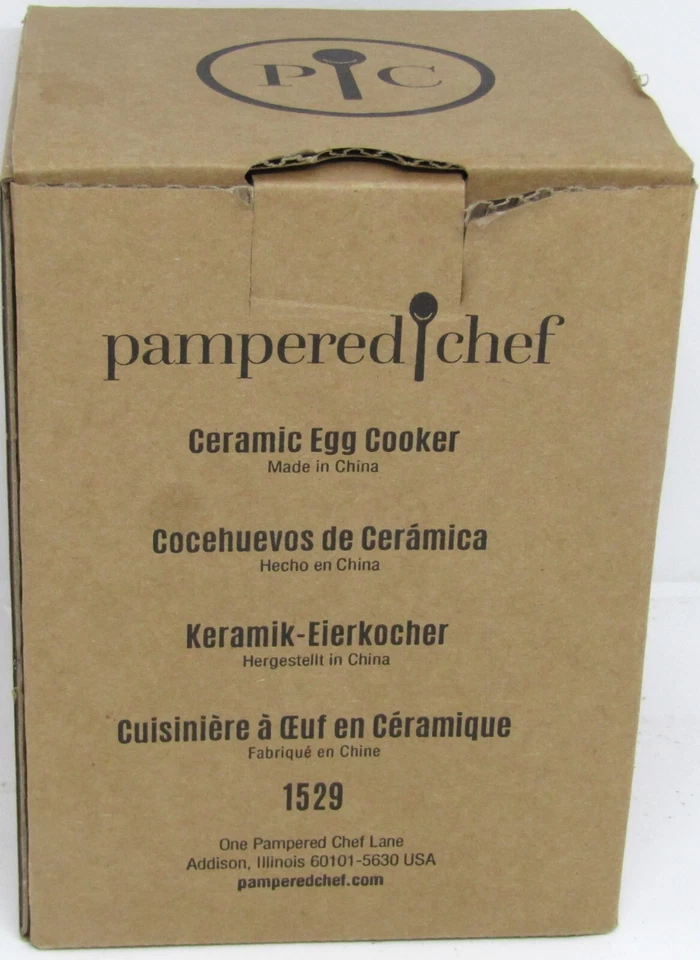 P C
pampered chef
Ceramic Egg Cooker
Made in China
Cocehuevos de Cerámica
Hecho en China
Keramik-Eierkocher
Hergestellt in China
Cuisinière à Œuf en Céramique
Fabriqué en Chine
1529
One Pampered Chef Lane
Addison, Illinois 60101-5630 USA
pamperedchef.com